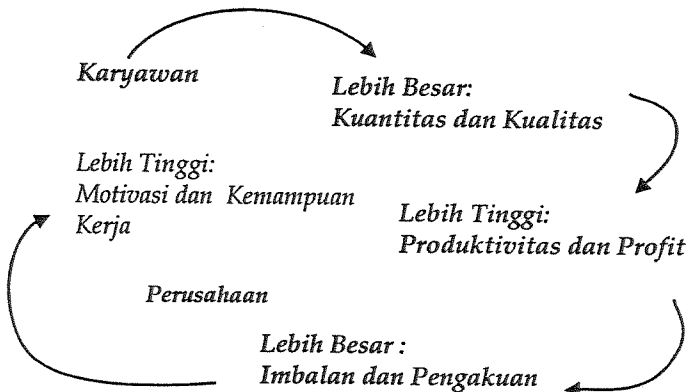 Karyawan
Lebih Besar:
Kuantitas dan Kualitas
Lebih Tinggi:
Motivasi dan Kemampuan
Kerja
Lebih Tinggi:
Produktivitas dan Profit
Perusahaan
Lebih Besar :
Imbalan dan Pengakuan